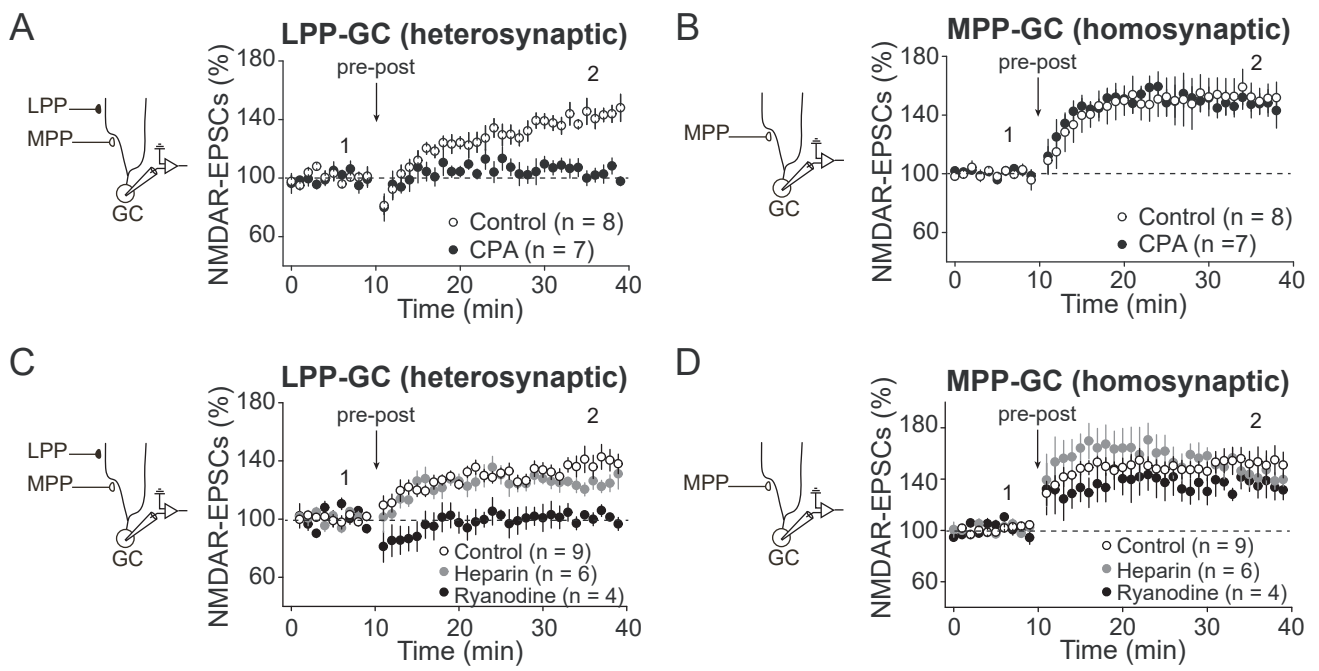 A
LPP-GC (heterosynaptic)
LPP
MPP
GC
NMDAR-EPSCs (%)
180
140
100
60
pre-post
1
2
Control (n = 8)
CPA (n = 7)
0 10 20 30 40
Time (min)
B
MPP-GC (homosynaptic)
MPP
GC
NMDAR-EPSCs (%)
180
140
100
60
pre-post
1
2
Control (n = 8)
CPA (n =7)
0 10 20 30 40
Time (min)
C
LPP-GC (heterosynaptic)
LPP
MPP
GC
NMDAR-EPSCs (%)
180
140
100
60
pre-post
1
2
Control (n = 9)
Heparin (n = 6)
Ryanodine (n = 4)
0 10 20 30 40
Time (min)
D
MPP-GC (homosynaptic)
MPP
GC
NMDAR-EPSCs (%)
180
140
100
60
pre-post
1
2
Control (n = 9)
Heparin (n = 6)
Ryanodine (n = 4)
0 10 20 30 40
Time (min)